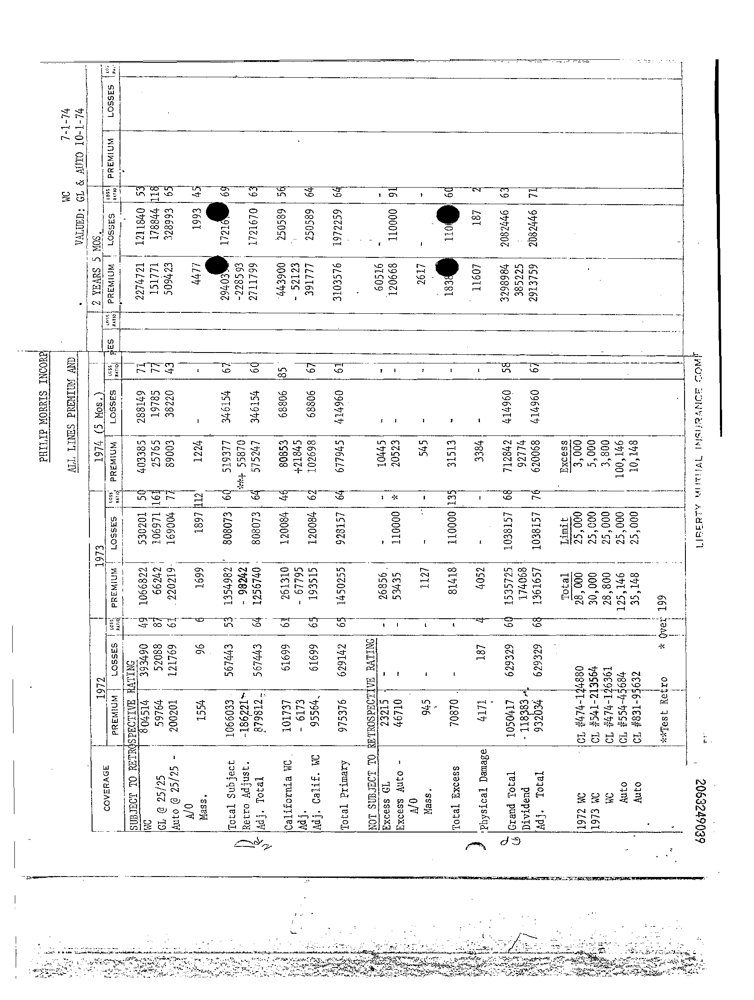 PHILIP MORRIS INCORP
ALL LINES PREMIUM AND
WC 7-1-74
VALUED: GL & AUTO 10-1-74
1972 1973 1974 (5 Mos.) 2 YEARS 5 MOS.
COVERAGE PREMIUM LOSSES LOSS RATIO PREMIUM LOSSES LOSS RATIO PREMIUM LOSSES LOSS RATIO PREMIUM LOSSES LOSS RATIO PREMIUM LOSSES
SUBJECT TO RETROSPECTIVE RATING
WC 804514 393490 49 1066822 530201 50 403385 288149 71 2274721 1211840 53
GL @ 25/25 59764 52088 87 66242 106971 161 25765 19785 77 151771 178844 118
Auto @ 25/25 - 200201 121769 61 220219 169004 77 89003 38220 43 509423 328993 65
A/O
Mass. 1554 96 6 1699 1897 112 1224 - - 4477 1993 45
Total Subject 1066033 567443 53 1354982 808073 60 519377 346154 67 69
Retro Adjust. -186221 - 98242 *** 55870 -228593
Adj. Total 879812 567443 64 1256740 808073 64 575247 346154 60 2711799 1721670 63
California WC 101737 61699 61 261310 120084 46 80853 68806 85 443900 250589 56
Adj. - 6173 - 67795 +21845 - 52123
Adj. Calif. WC 95564 61699 65 193515 120084 62 102698 68806 67 391777 250589 64
Total Primary 975376 629142 65 1450255 928157 64 677945 414960 61 3103576 1972259 64
NOT SUBJECT TO RETROSPECTIVE RATING
Excess GL 23215 - - 26856 - - 10445 - - 60516 - -
Excess Auto - 46710 - - 53435 110000 * 20523 - - 120668 110000 91
A/O
Mass. 945 - - 1127 - - 545 - - 2617 - -
Total Excess 70870 - - 81418 110000 135 31513 - - 60
Physical Damage 4171 187 4 4052 - - 3384 - - 11607 187 2
Grand Total 1050417 629329 60 1535725 1038157 68 712842 414960 58 3298984 2082446 63
Dividend - 118383 174068 92774 385225
Adj. Total 932034 629329 68 1361657 1038157 76 620068 414960 67 2913759 2082446 71
Total Limit Excess
1972 WC CL #474-124880 28,000 25,000 3,000
1973 WC CL #541-213564 30,000 25,000 5,000
WC CL #474-126361 28,800 25,000 3,800
Auto CL #554-45684 125,146 25,000 100,146
Auto CL #831-95632 35,148 25,000 10,148
**Test Retro * Over 199
LIBERTY MUTUAL INSURANCE COMP
2053249039